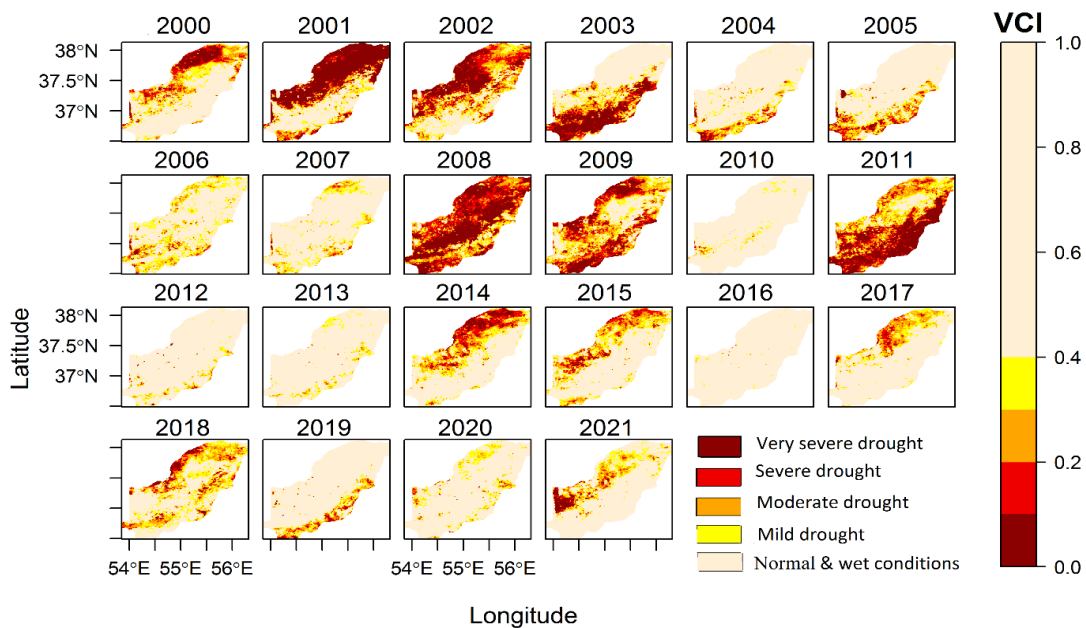 VCI
2000 2001 2002 2003 2004 2005
38°N
37.5°N
37°N
2006 2007 2008 2009 2010 2011
2012 2013 2014 2015 2016 2017
38°N
37.5°N
37°N
2018 2019 2020 2021
54°E 55°E 56°E
54°E 55°E 56°E
Latitude
Longitude
Very severe drought
Severe drought
Moderate drought
Mild drought
Normal & wet conditions
1.0
0.8
0.6
0.4
0.2
0.0